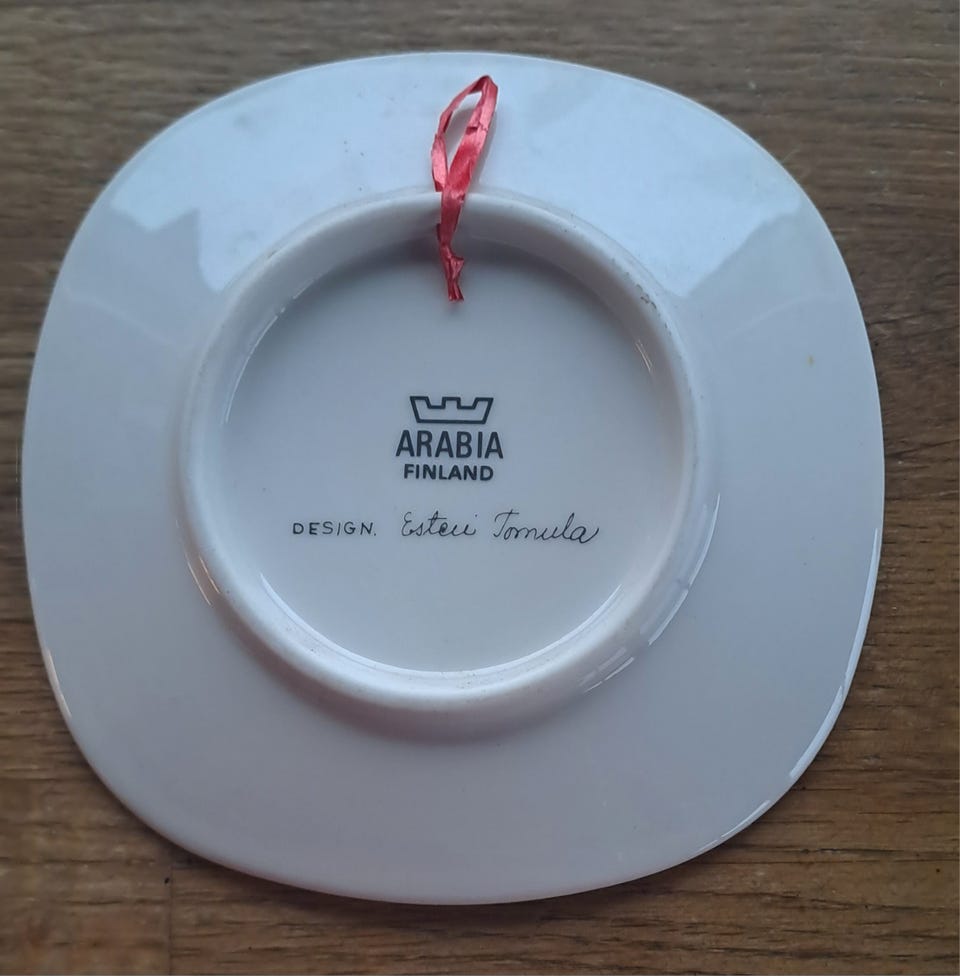 ARABIA
FINLAND
DESIGN. Esteri Tomula